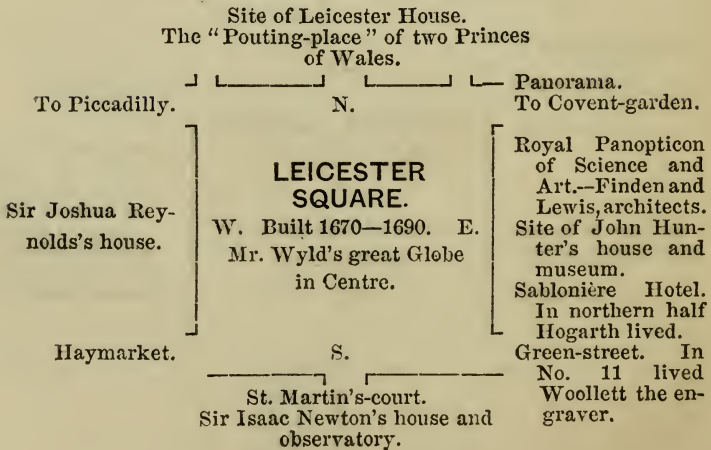 Site of Leicester House.
The "Pouting-place" of two Princes
of Wales.
Panorama.
To Piccadilly.
N.
To Covent-garden.
LEICESTER
SQUARE.
W. Built 1670—1690. E.
Mr. Wyld's great Globe
in Centre.
Sir Joshua Rey-
nolds's house.
Royal Panopticon
of Science and
Art.—Finden and
Lewis, architects.
Site of John Hun-
ter's house and
museum.
Sablonière Hotel.
In northern half
Hogarth lived.
Haymarket.
S.
Green-street. In
No. 11 lived
Woollett the en-
graver.
St. Martin's-court.
Sir Isaac Newton's house and
observatory.